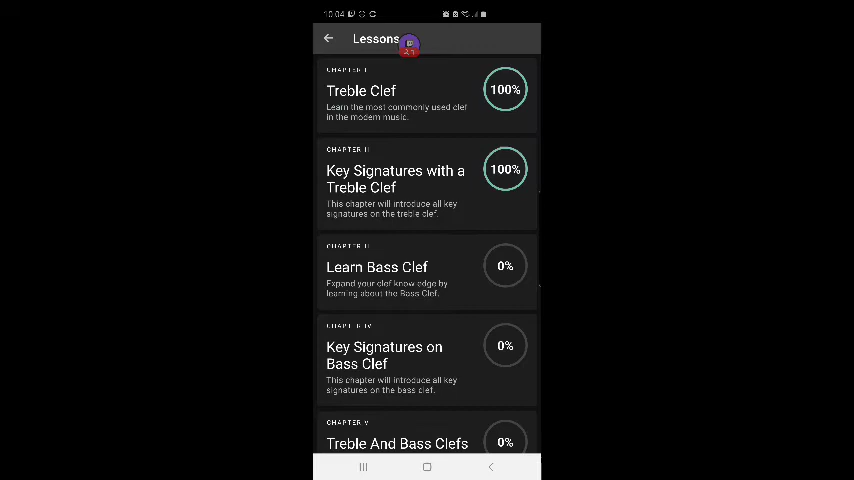 10:04
Lessons
CHAPTER I
Treble Clef
100%
Learn the most commonly used clef
in the modern music.
CHAPTER II
Key Signatures with a
Treble Clef
100%
This chapter will introduce all key
signatures on the treble clef.
CHAPTER III
Learn Bass Clef
0%
Expand your clef knowledge by
learning about the Bass Clef.
CHAPTER IV
Key Signatures on
Bass Clef
0%
This chapter will introduce all key
signatures on the bass clef.
CHAPTER V
Treble And Bass Clefs
0%